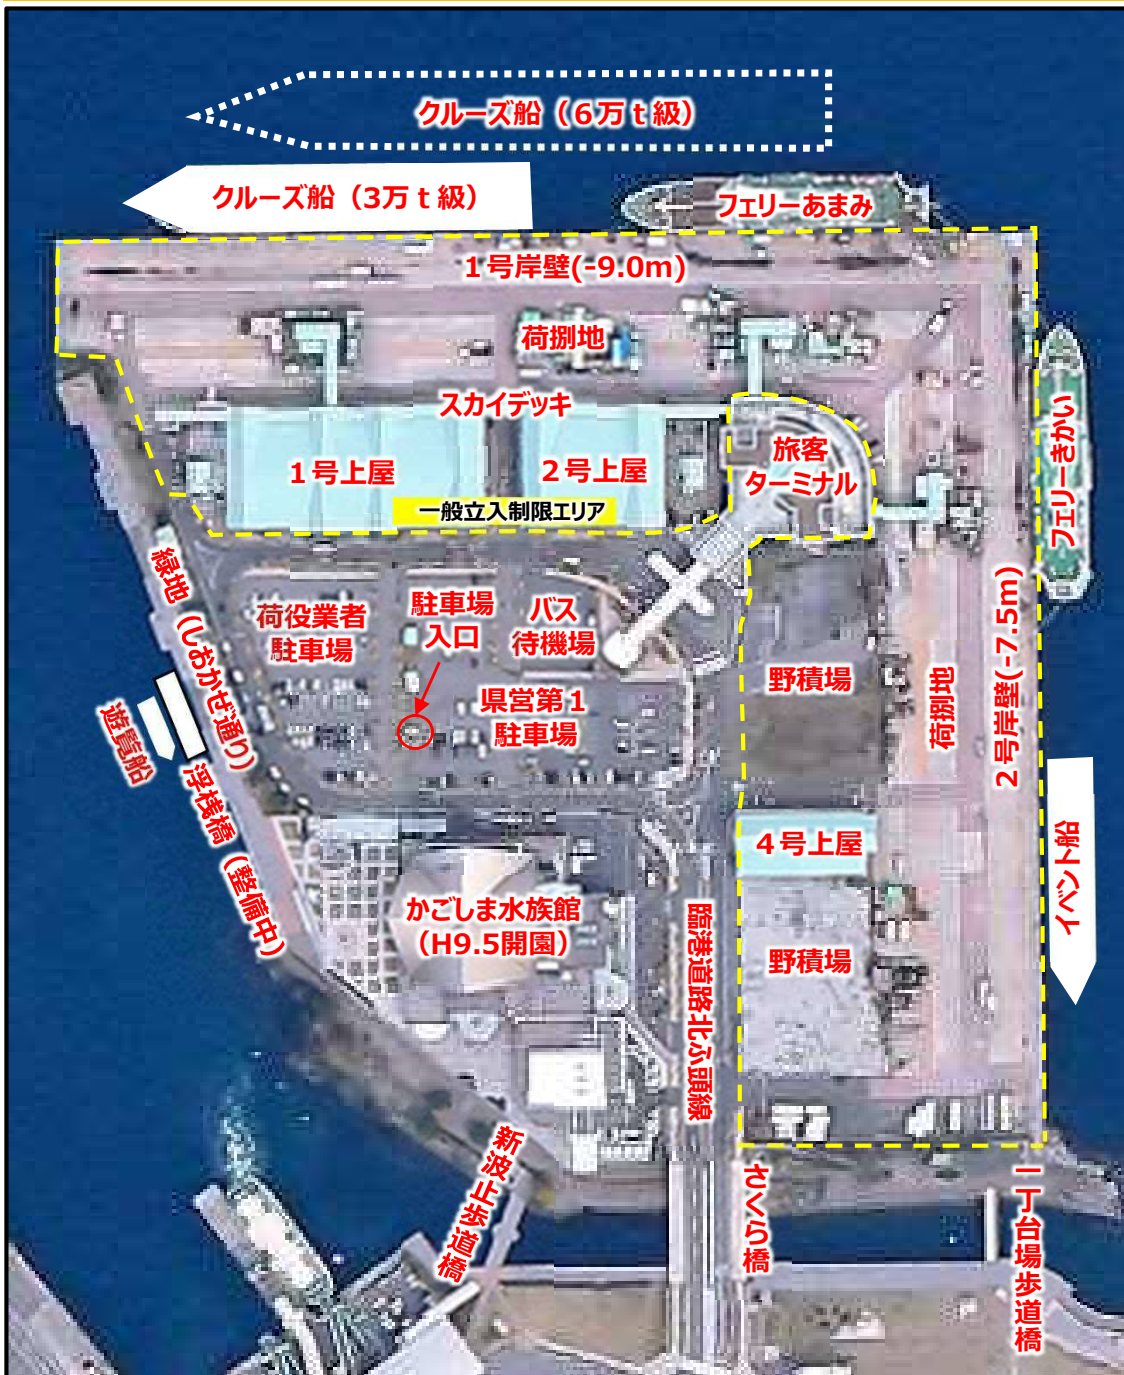 クルーズ船（6万ｔ級）
クルーズ船（3万ｔ級）
フェリーあまみ
１号岸壁(-9.0m)
荷捌地
スカイデッキ
１号上屋
２号上屋
旅客
ターミナル
一般立入制限エリア
フェリーきかい
緑地（しおかぜ通り）
荷役業者
駐車場
駐車場
入口
バス
待機場
県営第１
駐車場
野積場
荷捌地
２号岸壁(-7.5m)
遊覧船
浮桟橋（整備中）
４号上屋
イベント船
かごしま水族館
（H9.5開園）
臨港道路北ふ頭線
野積場
新波止歩道橋
さくら橋
一丁台場歩道橋